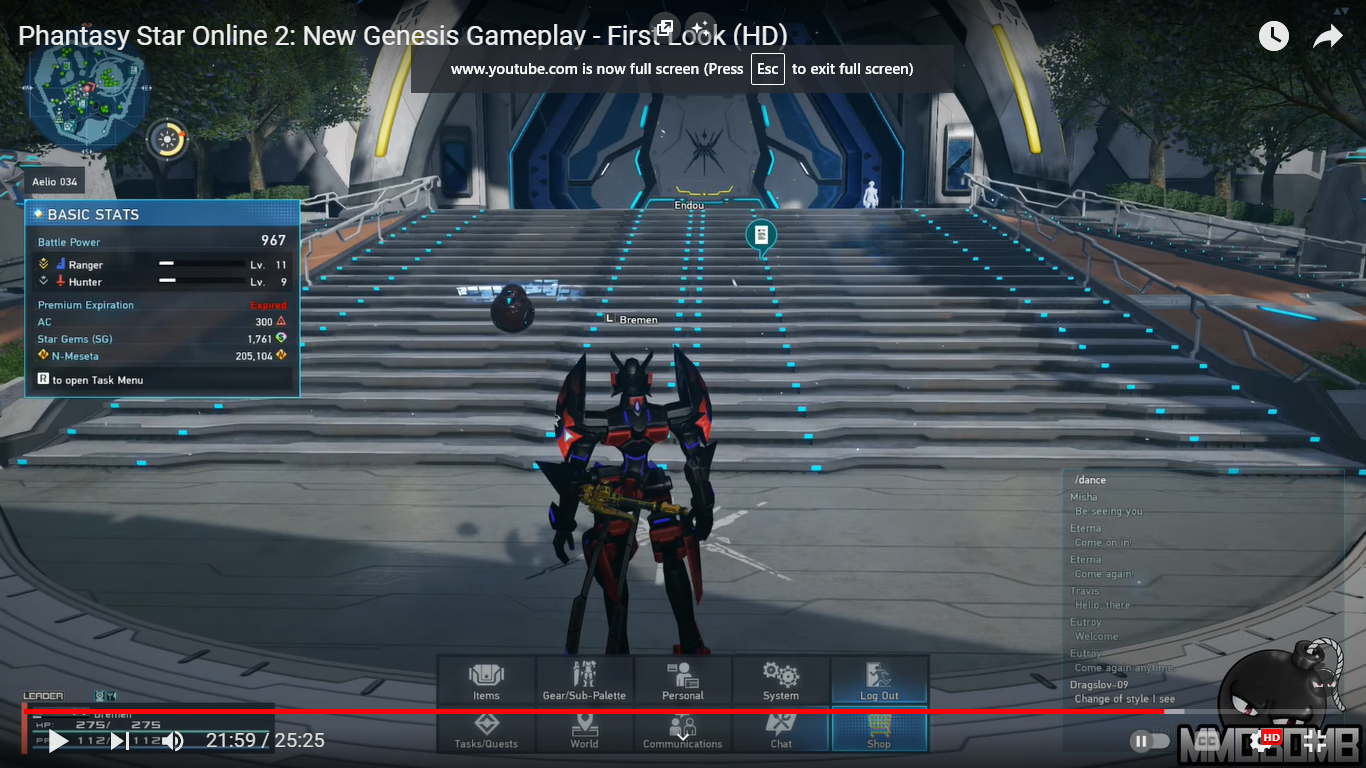 Phantasy Star Online 2: New Genesis Gameplay - First Look (HD)
www.youtube.com is now full screen (Press Esc to exit full screen)
Aelio 034
BASIC STATS
Battle Power 967
Ranger Lv. 11
Hunter Lv. 9
Premium Expiration Expired
AC 300
Star Gems (SG) 1,761
N-Meseta 205,104
R to open Task Menu
Endou
L Bremen
/dance
Misha
Be seeing you
Eterna
Come on in!
Eterna
Come again!
Travis
Hello, there
Eutroy
Welcome
Eutroy
Come again anytime
Dragslov-09
Change of style I see
Items
Gear/Sub-Palette
Personal
System
Log Out
Tasks/Quests
World
Communications
Chat
Shop
LEADER
Bremen
HP: 275/ 275
PP: 112/ 112
21:59 / 25:25
CC
HD
MMOBOMB